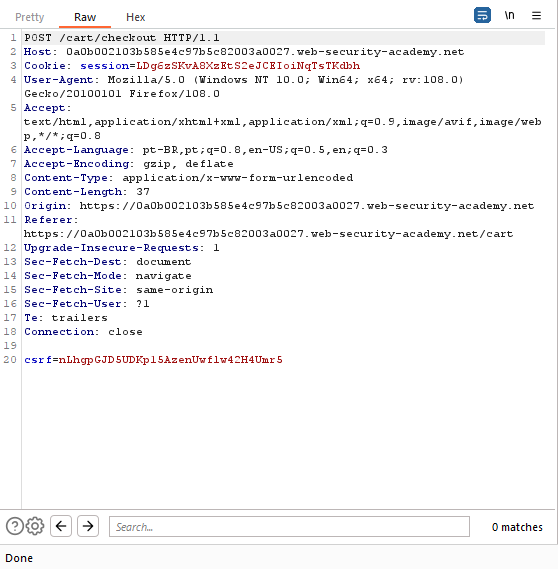 Pretty Raw Hex \n
1 POST /cart/checkout HTTP/1.1
2 Host: 0a0b002103b585e4c97b5c82003a0027.web-security-academy.net
3 Cookie: session=LDg6zSKvA8XzEtS2eJCEIoiNqTsTKdbh
4 User-Agent: Mozilla/5.0 (Windows NT 10.0; Win64; x64; rv:108.0)
Gecko/20100101 Firefox/108.0
5 Accept:
text/html,application/xhtml+xml,application/xml;q=0.9,image/avif,image/web
p,*/*;q=0.8
6 Accept-Language: pt-BR,pt;q=0.8,en-US;q=0.5,en;q=0.3
7 Accept-Encoding: gzip, deflate
8 Content-Type: application/x-www-form-urlencoded
9 Content-Length: 37
10 Origin: https://0a0b002103b585e4c97b5c82003a0027.web-security-academy.net
11 Referer:
https://0a0b002103b585e4c97b5c82003a0027.web-security-academy.net/cart
12 Upgrade-Insecure-Requests: 1
13 Sec-Fetch-Dest: document
14 Sec-Fetch-Mode: navigate
15 Sec-Fetch-Site: same-origin
16 Sec-Fetch-User: ?1
17 Te: trailers
18 Connection: close
19
20 csrf=nLhgpGJD5UDKp15AzenUwf1w42H4Umr5
Search... 0 matches
Done